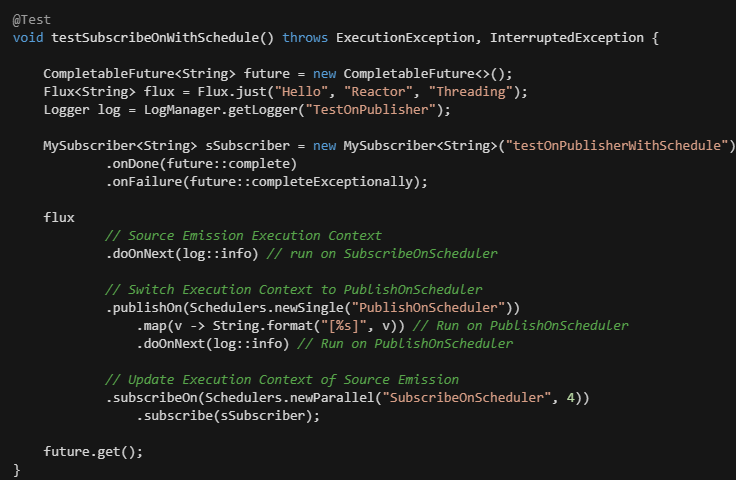 @Test
void testSubscribeOnWithSchedule() throws ExecutionException, InterruptedException {
CompletableFuture<String> future = new CompletableFuture<>();
Flux<String> flux = Flux.just("Hello", "Reactor", "Threading");
Logger log = LogManager.getLogger("TestOnPublisher");
MySubscriber<String> sSubscriber = new MySubscriber<String>("testOnPublisherWithSchedule")
.onDone(future::complete)
.onFailure(future::completeExceptionally);
flux
// Source Emission Execution Context
.doOnNext(log::info) // run on SubscribeOnScheduler
// Switch Execution Context to PublishOnScheduler
.publishOn(Schedulers.newSingle("PublishOnScheduler"))
.map(v -> String.format("[%s]", v)) // Run on PublishOnScheduler
.doOnNext(log::info) // Run on PublishOnScheduler
// Update Execution Context of Source Emission
.subscribeOn(Schedulers.newParallel("SubscribeOnScheduler", 4))
.subscribe(sSubscriber);
future.get();
}